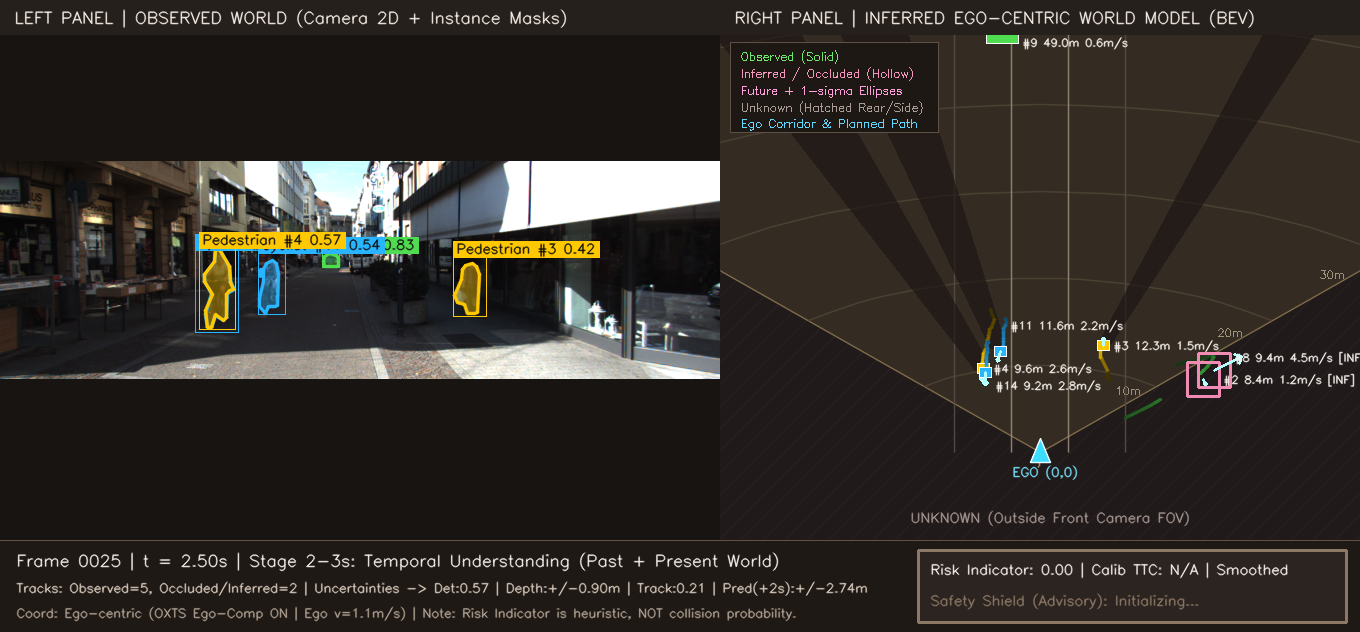 LEFT PANEL | OBSERVED WORLD (Camera 2D + Instance Masks)
RIGHT PANEL | INFERRED EGO-CENTRIC WORLD MODEL (BEV)
#9 49.0m 0.6m/s
Observed (Solid)
Inferred / Occluded (Hollow)
Future + 1-sigma Ellipses
Unknown (Hatched Rear/Side)
Ego Corridor & Planned Path
Pedestrian #4 0.57
0.54
0.83
Pedestrian #3 0.42
30m
20m
10m
#11 11.6m 2.2m/s
#3 12.3m 1.5m/s
8 9.4m 4.5m/s [INF
#4 9.6m 2.6m/s
#2 8.4m 1.2m/s [INF]
#14 9.2m 2.8m/s
EGO (0,0)
UNKNOWN (Outside Front Camera FOV)
Frame 0025 | t = 2.50s | Stage 2-3s: Temporal Understanding (Past + Present World)
Tracks: Observed=5, Occluded/Inferred=2 | Uncertainties -> Det:0.57 | Depth:+/-0.90m | Track:0.21 | Pred(+2s):+/-2.74m
Coord: Ego-centric (OXTS Ego-Comp ON | Ego v=1.1m/s) | Note: Risk Indicator is heuristic, NOT collision probability.
Risk Indicator: 0.00 | Calib TTC: N/A | Smoothed
Safety Shield (Advisory): Initializing...